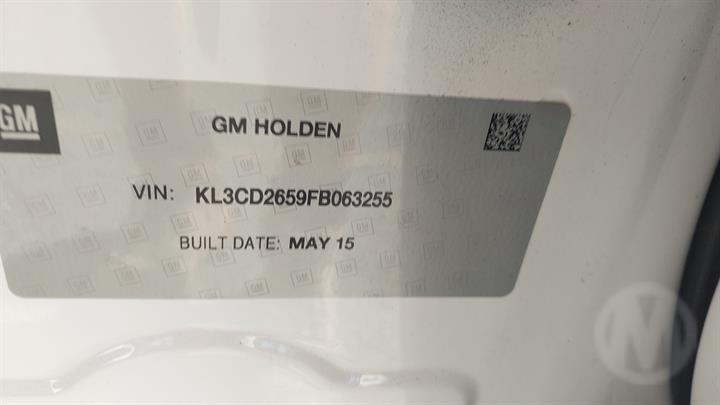 GM
GM HOLDEN
VIN: KL3CD2659FB063255
BUILT DATE: MAY 15
M